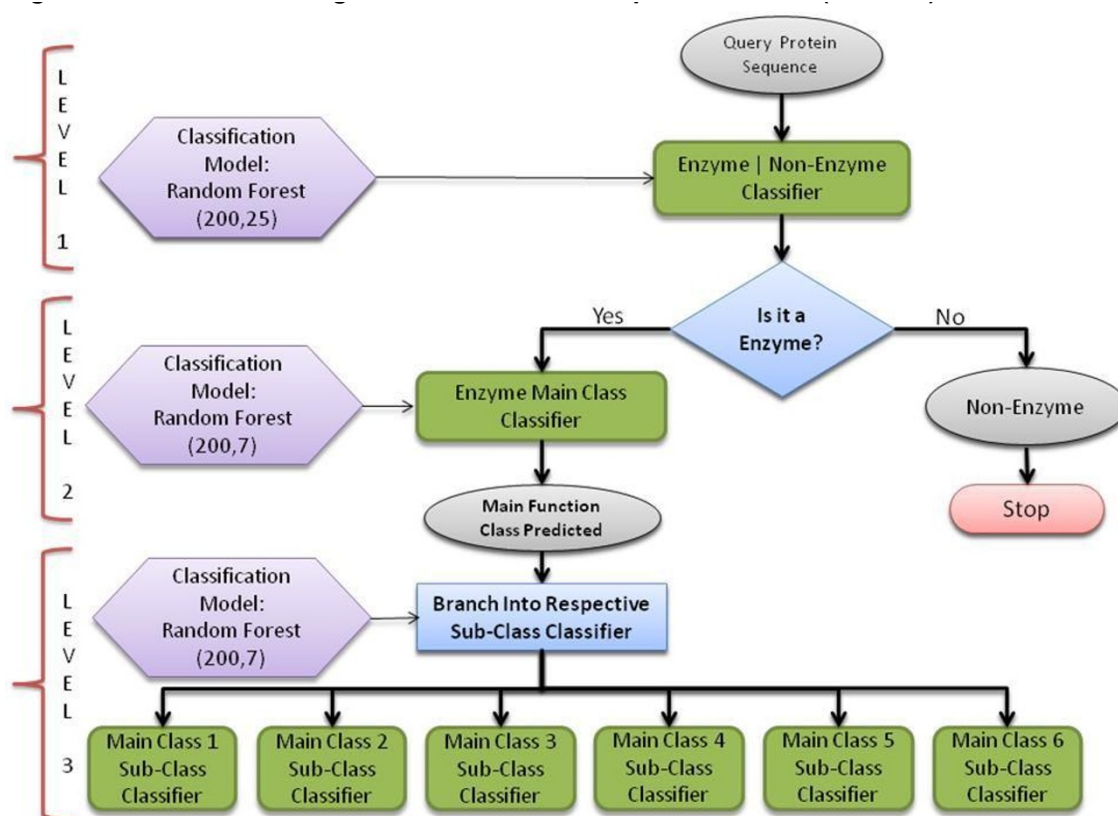 Query Protein
Sequence
LEVEL 1
Classification
Model:
Random Forest
(200,25)
Enzyme | Non-Enzyme
Classifier
Is it a
Enzyme?
Yes
No
LEVEL 2
Classification
Model:
Random Forest
(200,7)
Enzyme Main Class
Classifier
Non-Enzyme
Main Function
Class Predicted
Stop
LEVEL 3
Classification
Model:
Random Forest
(200,7)
Branch Into Respective
Sub-Class Classifier
Main Class 1
Sub-Class
Classifier
Main Class 2
Sub-Class
Classifier
Main Class 3
Sub-Class
Classifier
Main Class 4
Sub-Class
Classifier
Main Class 5
Sub-Class
Classifier
Main Class 6
Sub-Class
Classifier